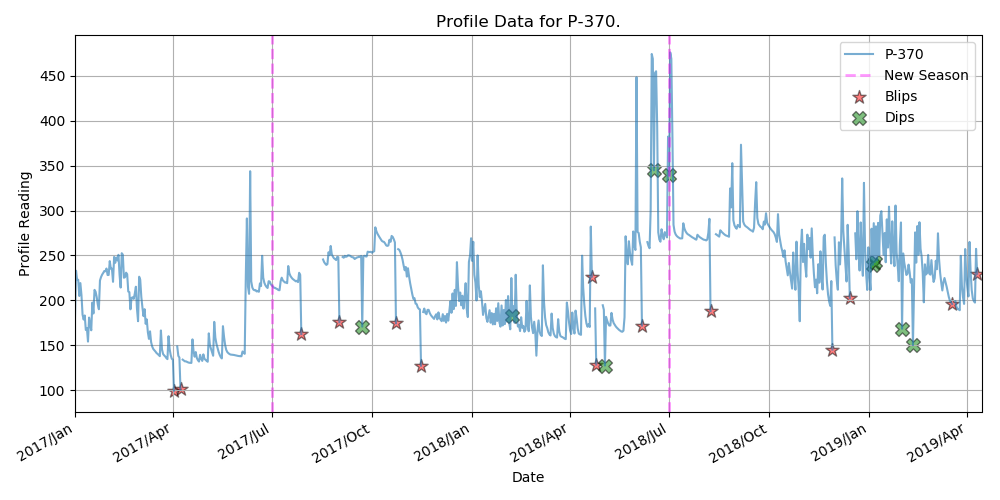 Profile Data for P-370.
P-370
New Season
Blips
Dips
Profile Reading
450
400
350
300
250
200
150
100
2017/Jan
2017/Apr
2017/Jul
2017/Oct
2018/Jan
2018/Apr
2018/Jul
2018/Oct
2019/Jan
2019/Apr
Date